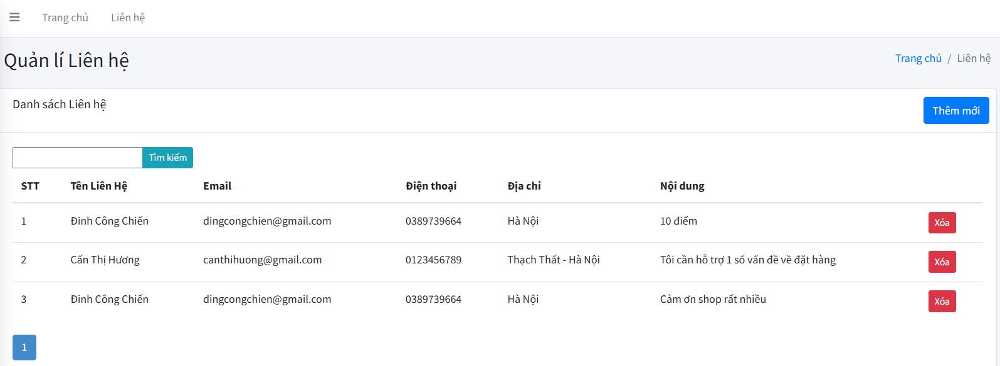 Trang chủ Liên hệ
Quản lí Liên hệ
Trang chủ / Liên hệ
Danh sách Liên hệ
Thêm mới
Tìm kiếm
STT Tên Liên Hệ Email Điện thoại Địa chỉ Nội dung
1 Đinh Công Chiến dingcongchien@gmail.com 0389739664 Hà Nội 10 điểm Xóa
2 Cấn Thị Hương canthihuong@gmail.com 0123456789 Thạch Thất - Hà Nội Tôi cần hỗ trợ 1 số vấn đề về đặt hàng Xóa
3 Đinh Công Chiến dingcongchien@gmail.com 0389739664 Hà Nội Cảm ơn shop rất nhiều Xóa
1